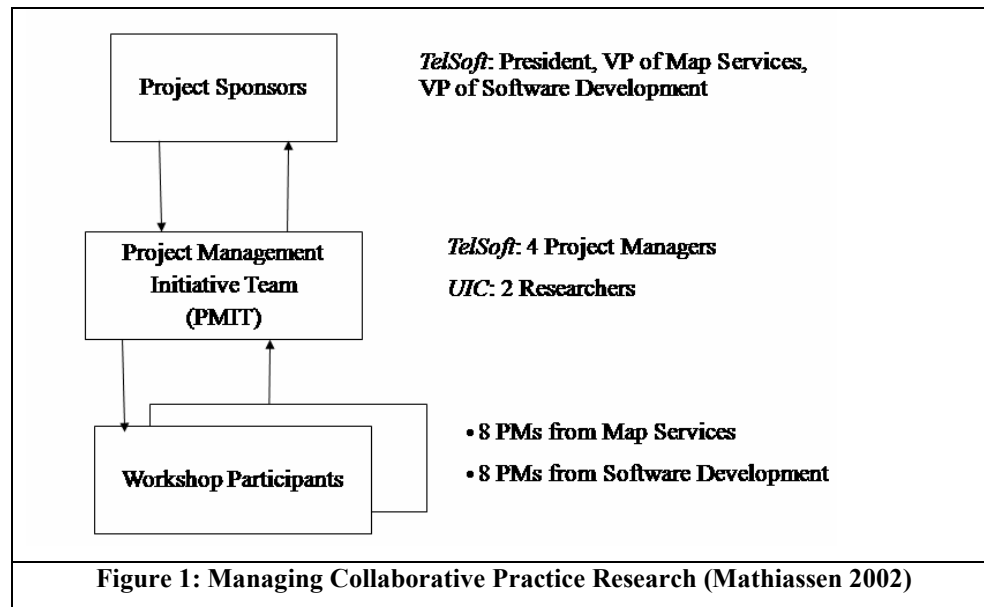 Project Sponsors
TelSoft: President, VP of Map Services,
VP of Software Development
Project Management
Initiative Team
(PMIT)
TelSoft: 4 Project Managers
UIC: 2 Researchers
Workshop Participants
• 8 PMs from Map Services
• 8 PMs from Software Development
Figure 1: Managing Collaborative Practice Research (Mathiassen 2002)